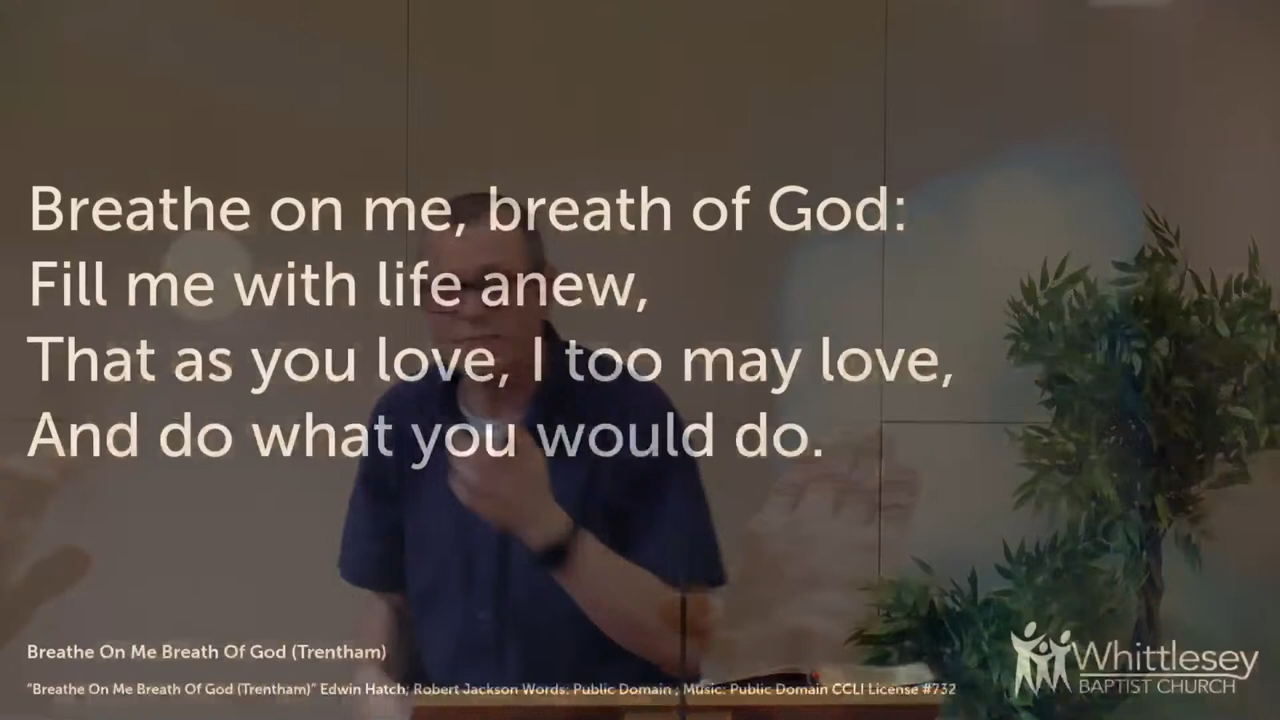 Breathe on me, breath of God:
Fill me with life anew,
That as you love, I too may love,
And do what you would do.
Breathe On Me Breath Of God (Trentham)
"Breathe On Me Breath Of God (Trentham)" Edwin Hatch; Robert Jackson Words: Public Domain ; Music: Public Domain CCLI License #732
Whittlesey
BAPTIST CHURCH